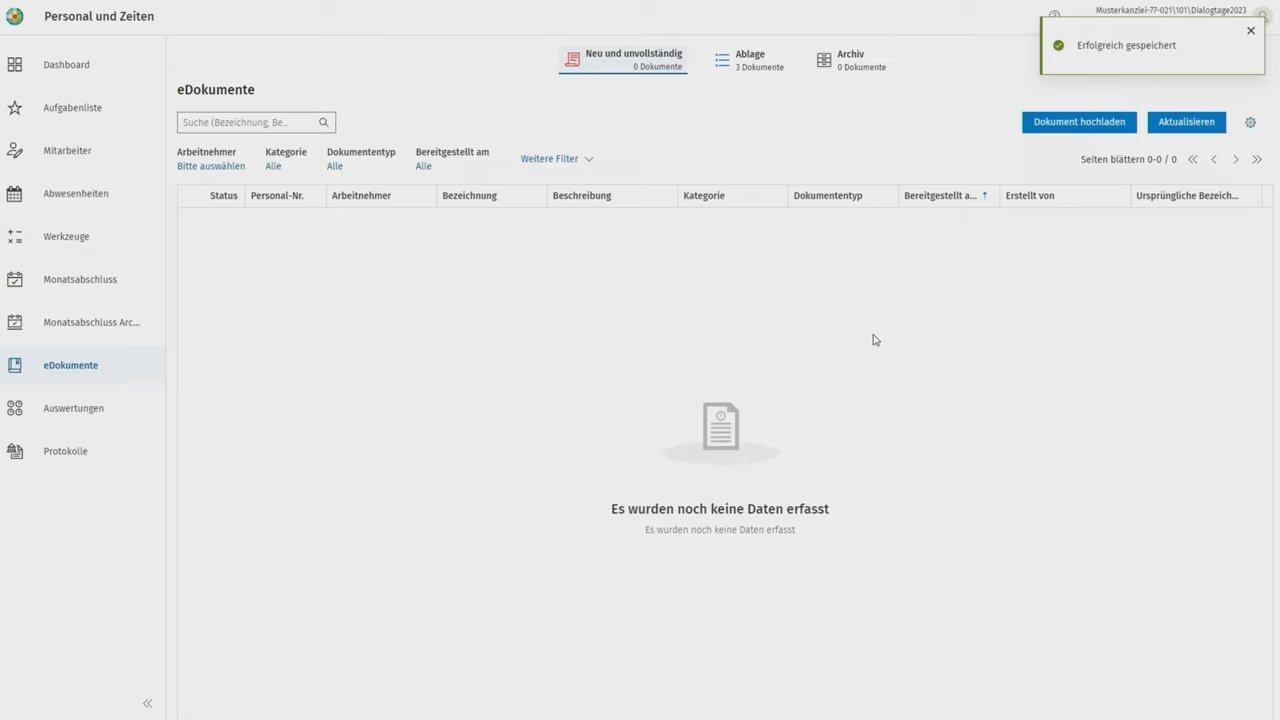 Personal und Zeiten
Musterkanzlei-77-021\101\Dialogtage2023
Erfolgreich gespeichert
Dashboard
Aufgabenliste
Mitarbeiter
Abwesenheiten
Werkzeuge
Monatsabschluss
Monatsabschluss Arc...
eDokumente
Auswertungen
Protokolle
Neu und unvollständig
0 Dokumente
Ablage
3 Dokumente
Archiv
0 Dokumente
eDokumente
Suche (Bezeichnung, Be...
Dokument hochladen
Aktualisieren
Arbeitnehmer
Bitte auswählen
Kategorie
Alle
Dokumententyp
Alle
Bereitgestellt am
Alle
Weitere Filter
Seiten blättern 0-0 / 0
Status Personal-Nr. Arbeitnehmer Bezeichnung Beschreibung Kategorie Dokumententyp Bereitgestellt a... ↑ Erstellt von Ursprüngliche Bezeich...
Es wurden noch keine Daten erfasst
Es wurden noch keine Daten erfasst